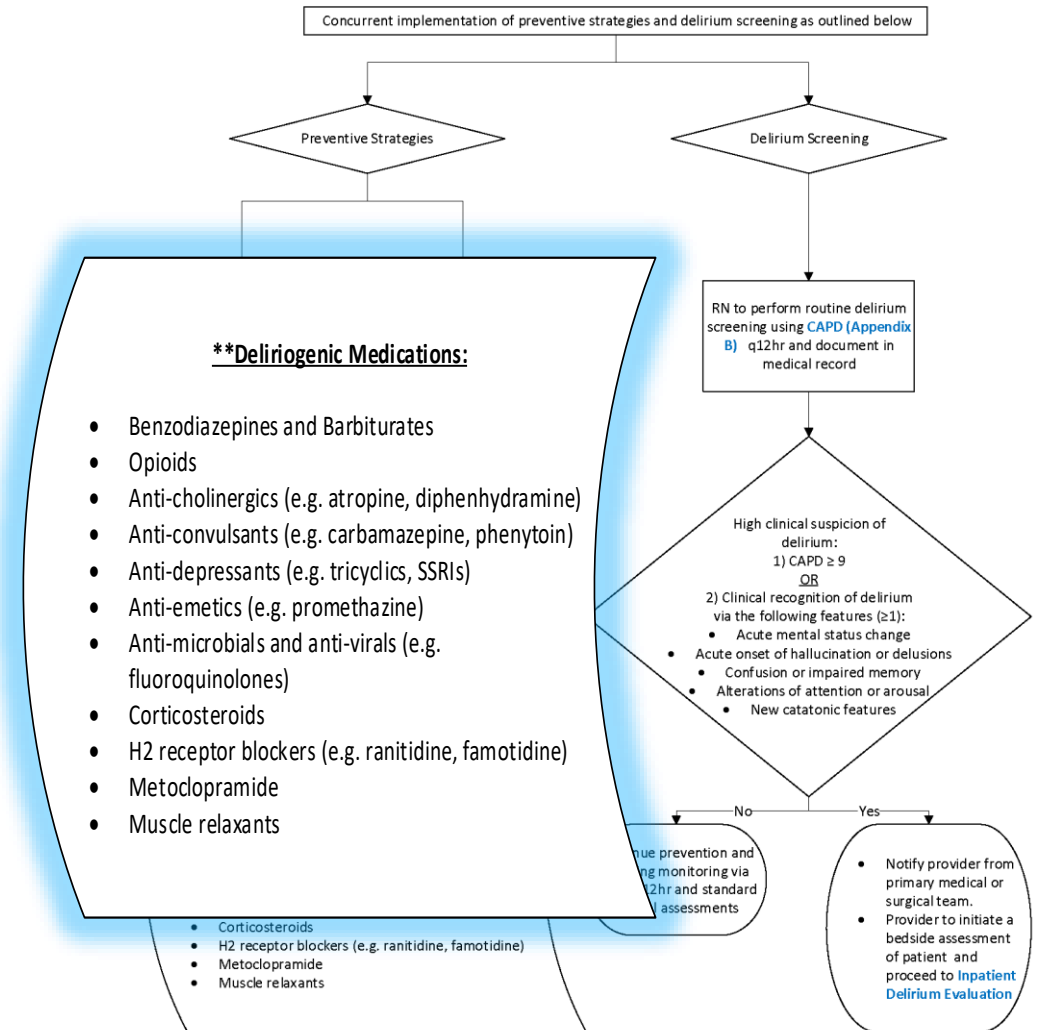 Concurrent implementation of preventive strategies and delirium screening as outlined below
Preventive Strategies
Delirium Screening
**Deliriogenic Medications:
• Benzodiazepines and Barbiturates
• Opioids
• Anti-cholinergics (e.g. atropine, diphenhydramine)
• Anti-convulsants (e.g. carbamazepine, phenytoin)
• Anti-depressants (e.g. tricyclics, SSRIs)
• Anti-emetics (e.g. promethazine)
• Anti-microbials and anti-virals (e.g.
fluoroquinolones)
• Corticosteroids
• H2 receptor blockers (e.g. ranitidine, famotidine)
• Metoclopramide
• Muscle relaxants
• Corticosteroids
• H2 receptor blockers (e.g. ranitidine, famotidine)
• Metoclopramide
• Muscle relaxants
RN to perform routine delirium
screening using CAPD (Appendix
B) q12hr and document in
medical record
High clinical suspicion of
delirium:
1) CAPD ≥ 9
OR
2) Clinical recognition of delirium
via the following features (≥1):
• Acute mental status change
• Acute onset of hallucination or delusions
• Confusion or impaired memory
• Alterations of attention or arousal
• New catatonic features
No
Yes
prevention and
monitoring via
12hr and standard
assessments
• Notify provider from
primary medical or
surgical team.
• Provider to initiate a
bedside assessment
of patient and
proceed to Inpatient
Delirium Evaluation